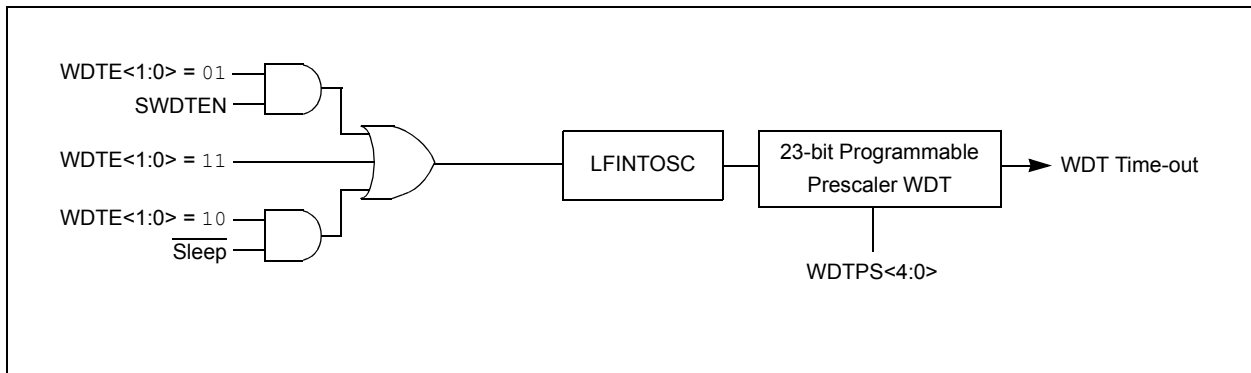 WDTE<1:0> = 01
SWDTEN
WDTE<1:0> = 11
WDTE<1:0> = 10
Sleep
LFINTOSC
23-bit Programmable
Prescaler WDT
WDT Time-out
WDTPS<4:0>